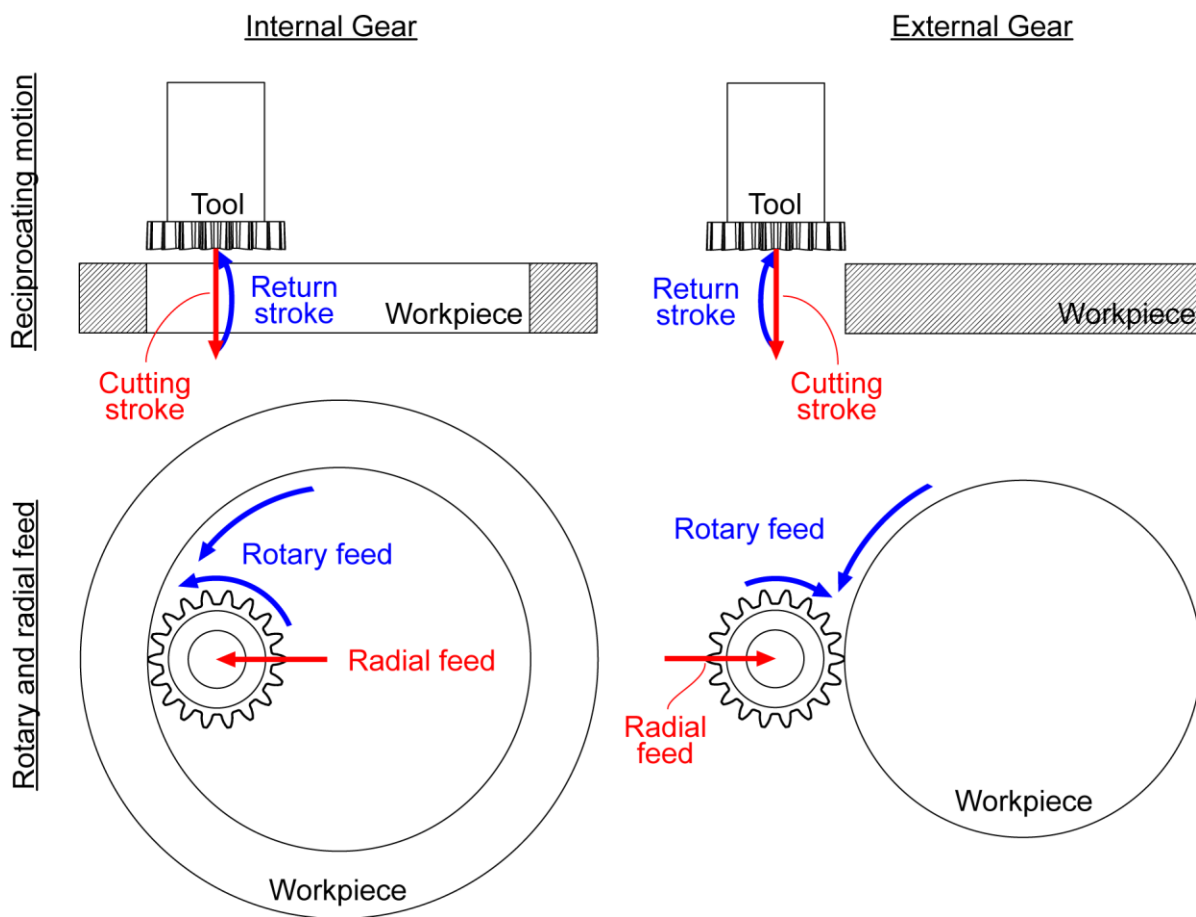 Internal Gear
External Gear
Reciprocating motion
Tool
Return
stroke
Workpiece
Cutting
stroke
Tool
Return
stroke
Workpiece
Cutting
stroke
Rotary and radial feed
Rotary feed
Radial feed
Workpiece
Rotary feed
Radial
feed
Workpiece